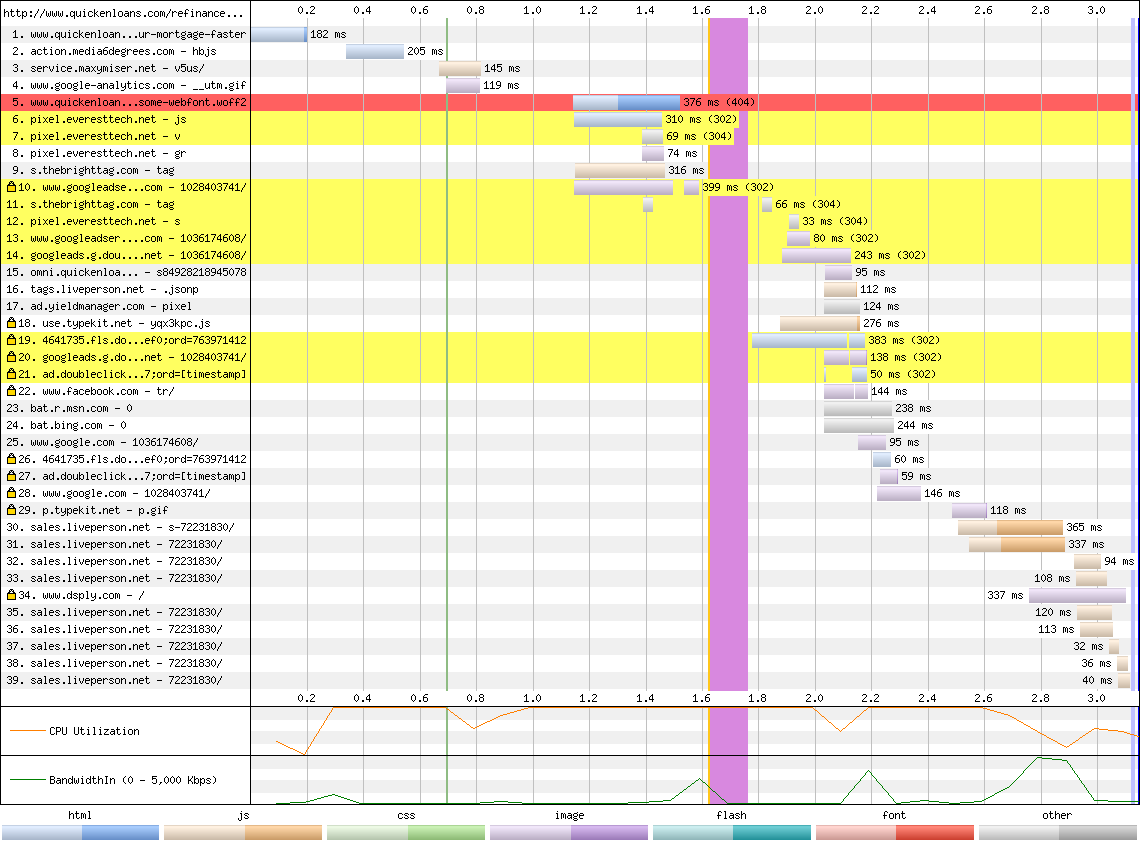 http://www.quickenloans.com/refinance... 0.2 0.4 0.6 0.8 1.0 1.2 1.4 1.6 1.8 2.0 2.2 2.4 2.6 2.8 3.0
1. www.quickenloans...ur-mortgage-faster 182 ms
2. action.media6degrees.com - hbjs 205 ms
3. service.maxymiser.net - v5us/ 145 ms
4. www.google-analytics.com - __utm.gif 119 ms
5. www.quickenloan...some-webfont.woff2 376 ms (404)
6. pixel.everesttech.net - js 310 ms (302)
7. pixel.everesttech.net - v 69 ms (304)
8. pixel.everesttech.net - gr 74 ms
9. s.thebrighttag.com - tag 316 ms
10. www.googleadse...com - 1028403741/ 399 ms (302)
11. s.thebrighttag.com - tag 66 ms (304)
12. pixel.everesttech.net - s 33 ms (304)
13. www.googleadser....com - 1036174608/ 80 ms (302)
14. googleads.g.dou....net - 1036174608/ 243 ms (302)
15. omni.quickenloa... - s84928218945078 95 ms
16. tags.liveperson.net - .jsonp 112 ms
17. ad.yieldmanager.com - pixel 124 ms
18. use.typekit.net - yqx3kpc.js 276 ms
19. 4641735.fls.do...ef0;ord=763971412 383 ms (302)
20. googleads.g.do...net - 1028403741/ 138 ms (302)
21. ad.doubleclick...7;ord=[timestamp] 50 ms (302)
22. www.facebook.com - tr/ 144 ms
23. bat.r.msn.com - 0 238 ms
24. bat.bing.com - 0 244 ms
25. www.google.com - 1036174608/ 95 ms
26. 4641735.fls.do...ef0;ord=763971412 60 ms
27. ad.doubleclick...7;ord=[timestamp] 59 ms
28. www.google.com - 1028403741/ 146 ms
29. p.typekit.net - p.gif 118 ms
30. sales.liveperson.net - s-72231830/ 365 ms
31. sales.liveperson.net - 72231830/ 337 ms
32. sales.liveperson.net - 72231830/ 94 ms
33. sales.liveperson.net - 72231830/ 108 ms
34. www.dsply.com - / 337 ms
35. sales.liveperson.net - 72231830/ 120 ms
36. sales.liveperson.net - 72231830/ 113 ms
37. sales.liveperson.net - 72231830/ 32 ms
38. sales.liveperson.net - 72231830/ 36 ms
39. sales.liveperson.net - 72231830/ 40 ms
0.2 0.4 0.6 0.8 1.0 1.2 1.4 1.6 1.8 2.0 2.2 2.4 2.6 2.8 3.0
CPU Utilization
BandwidthIn (0 - 5,000 Kbps)
html js css image flash font other